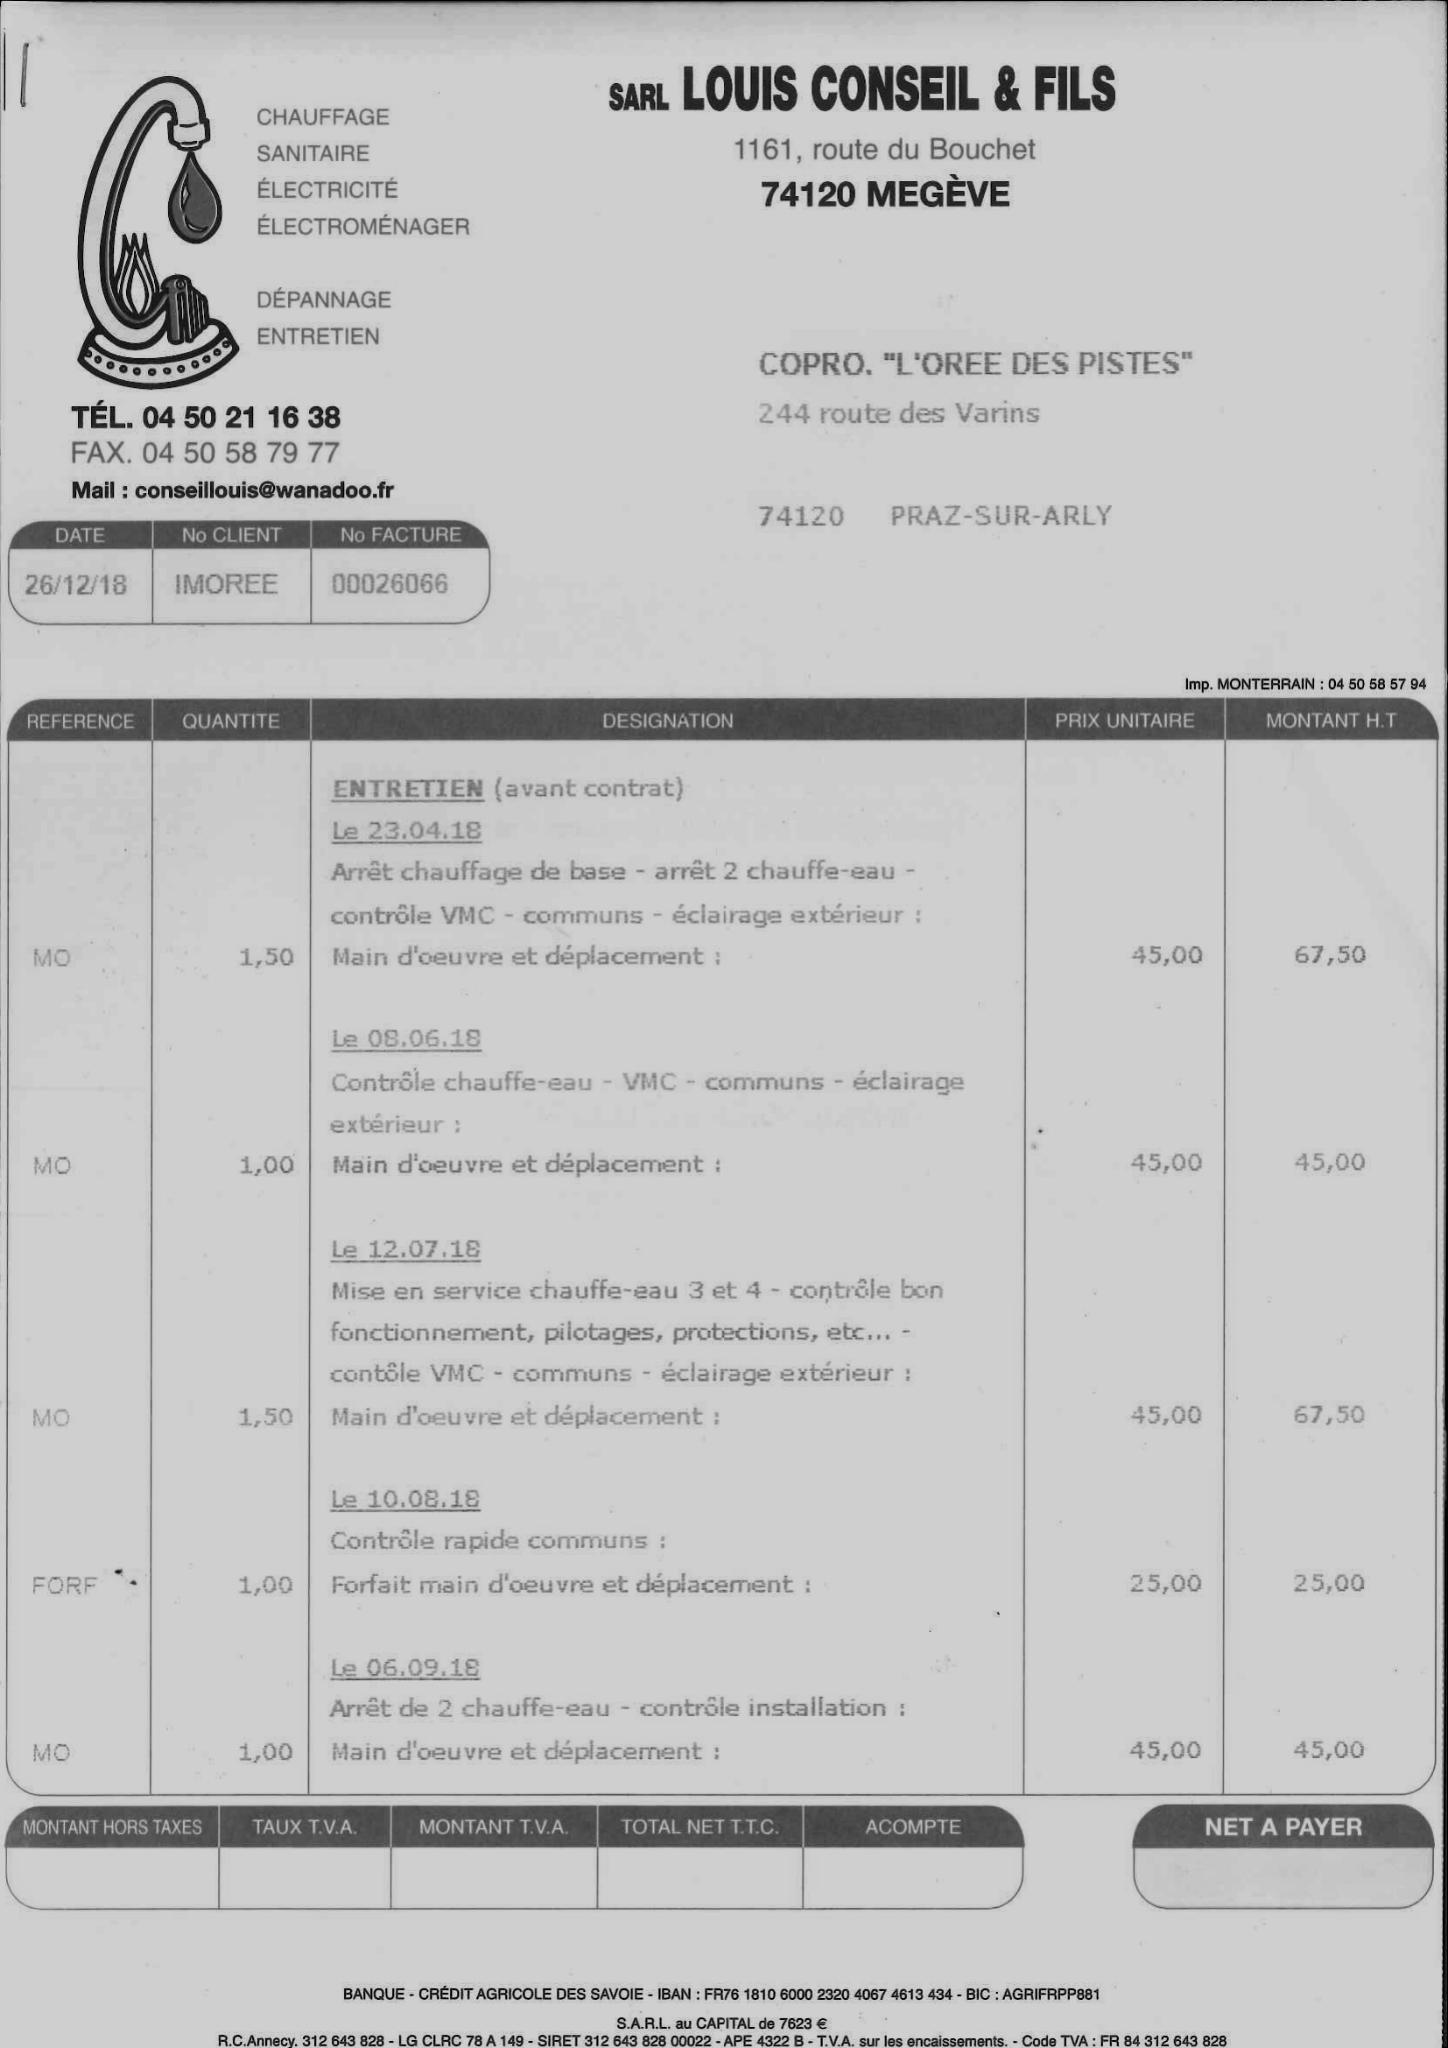 SARL LOUIS CONSEIL & FILS
1161, route du Bouchet
74120 MEGÈVE
CHAUFFAGE
SANITAIRE
ÉLECTRICITÉ
ÉLECTROMÉNAGER
DÉPANNAGE
ENTRETIEN
TÉL. 04 50 21 16 38
FAX. 04 50 58 79 77
Mail : conseillouis@wanadoo.fr
COPRO. "L'OREE DES PISTES"
244 route des Varins
74120 PRAZ-SUR-ARLY
DATE No CLIENT No FACTURE
26/12/18 IMOREE 00026066
Imp. MONTERRAIN : 04 50 58 57 94
REFERENCE QUANTITE DESIGNATION PRIX UNITAIRE MONTANT H.T
ENTRETIEN (avant contrat)
Le 23.04.18
Arrêt chauffage de base - arrêt 2 chauffe-eau -
contrôle VMC - communs - éclairage extérieur :
MO 1,50 Main d'oeuvre et déplacement : 45,00 67,50
Le 08.06.18
Contrôle chauffe-eau - VMC - communs - éclairage
extérieur :
MO 1,00 Main d'oeuvre et déplacement : 45,00 45,00
Le 12.07.18
Mise en service chauffe-eau 3 et 4 - contrôle bon
fonctionnement, pilotages, protections, etc... -
contôle VMC - communs - éclairage extérieur :
MO 1,50 Main d'oeuvre et déplacement : 45,00 67,50
Le 10.08.18
Contrôle rapide communs :
FORF 1,00 Forfait main d'oeuvre et déplacement : 25,00 25,00
Le 06.09.18
Arrêt de 2 chauffe-eau - contrôle installation :
MO 1,00 Main d'oeuvre et déplacement : 45,00 45,00
MONTANT HORS TAXES TAUX T.V.A. MONTANT T.V.A. TOTAL NET T.T.C. ACOMPTE NET A PAYER
BANQUE - CRÉDIT AGRICOLE DES SAVOIE - IBAN : FR76 1810 6000 2320 4067 4613 434 - BIC : AGRIFRPP881
S.A.R.L. au CAPITAL de 7623 €
R.C.Annecy. 312 643 828 - LG CLRC 78 A 149 - SIRET 312 643 828 00022 - APE 4322 B - T.V.A. sur les encaissements. - Code TVA : FR 84 312 643 828